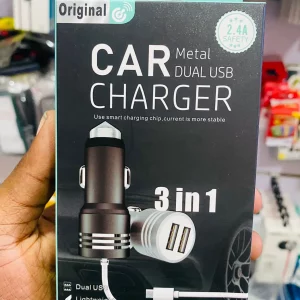 Original
2.4A
SAFETY
CAR Metal
DUAL USB
CHARGER
Use smart charging chip,current is more stable
3 in 1
Dual USB